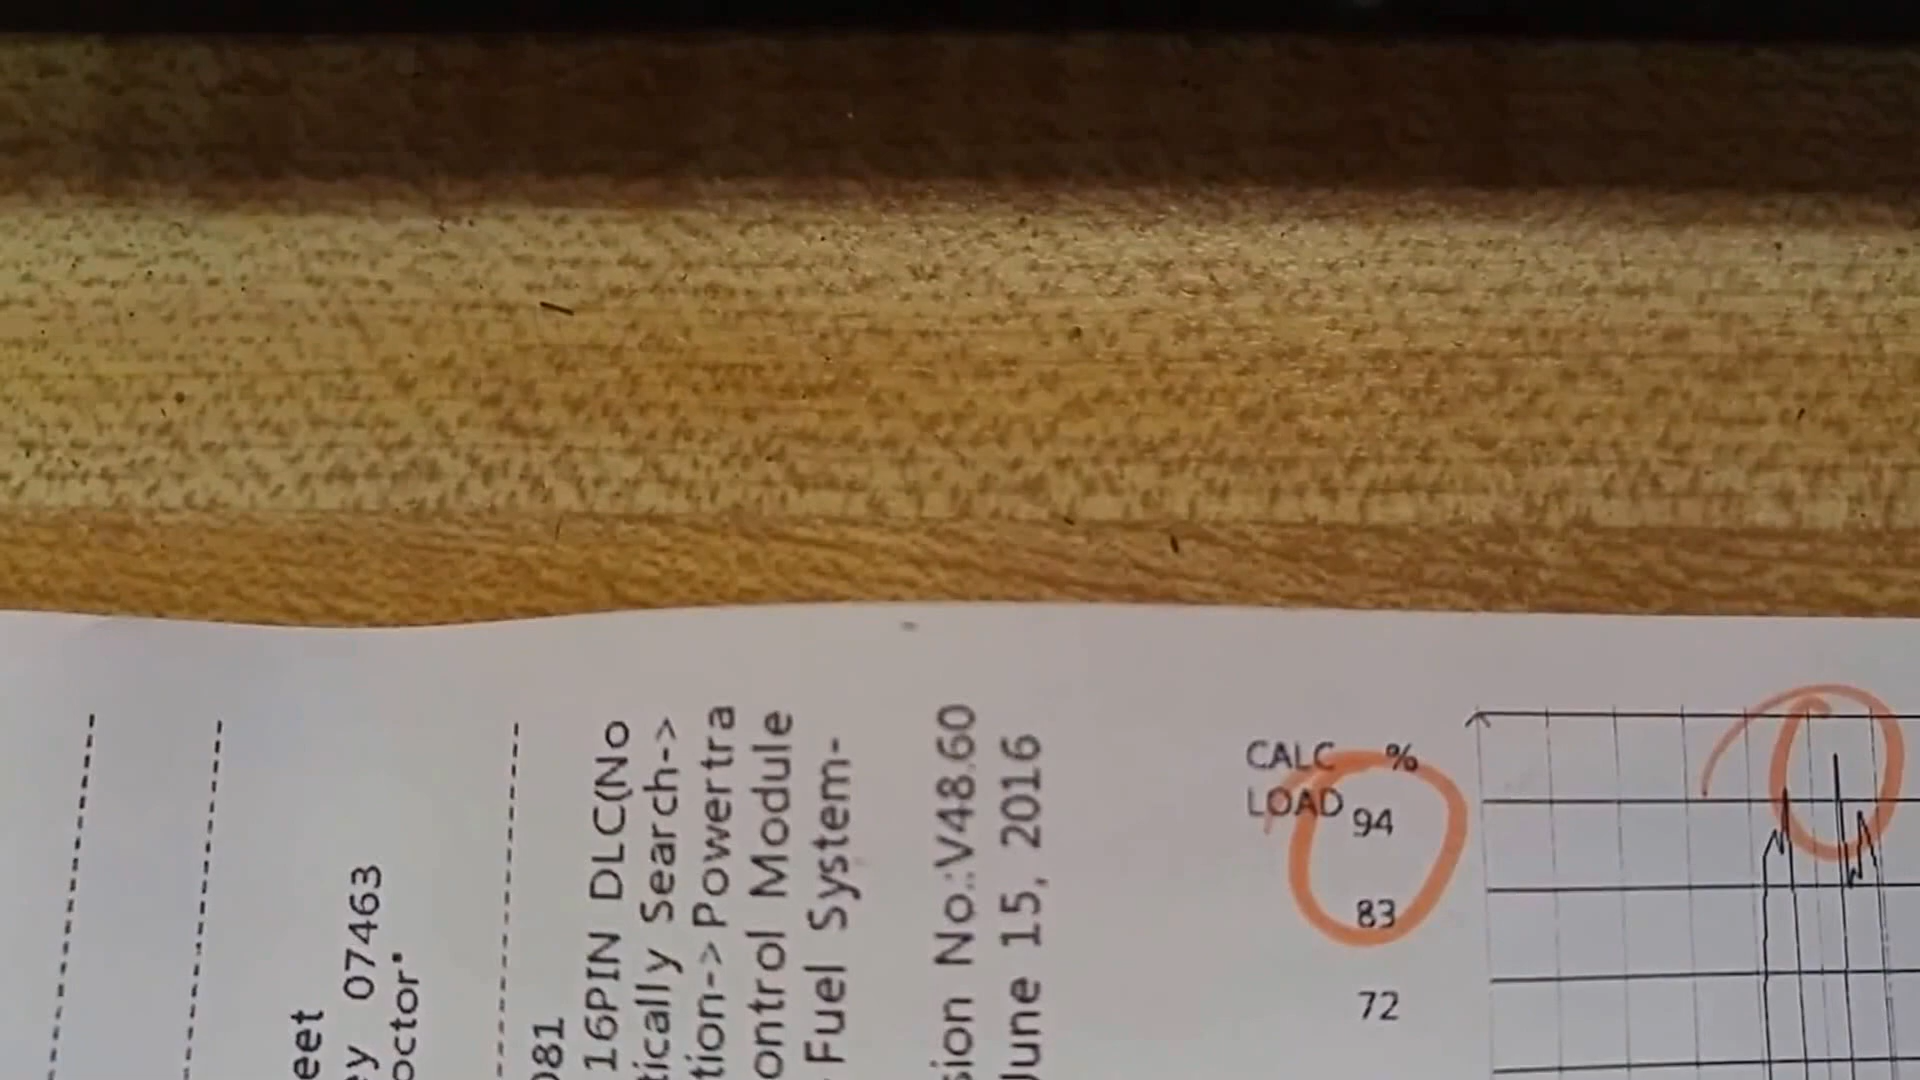 eet
ey 07463
octor"
081
16PIN DLC(No
tically Search->
tion->Powertra
ontrol Module
Fuel System-
sion No.:V48.60
June 15, 2016
CALC %
LOAD 94
83
72